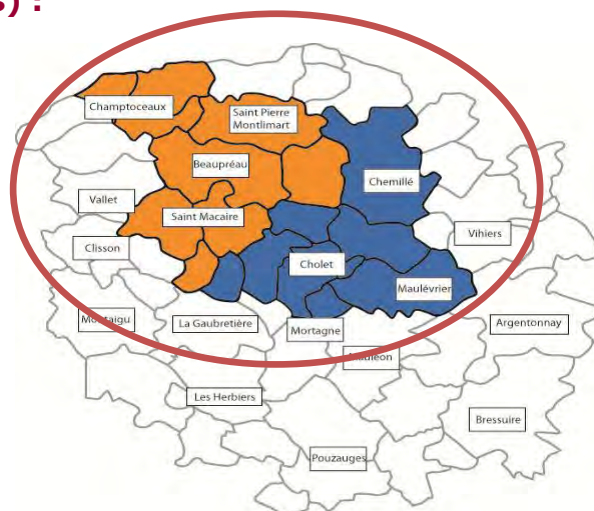 ) :
Champtoceaux
Saint Pierre
Montlimart
Beaupréau
Chemillé
Vallet
Saint Macaire
Clisson
Vihiers
Cholet
Maulévrier
Montaigu
La Gaubretière
Mortagne
Argentonnay
Mauléon
Les Herbiers
Bressuire
Pouzauges